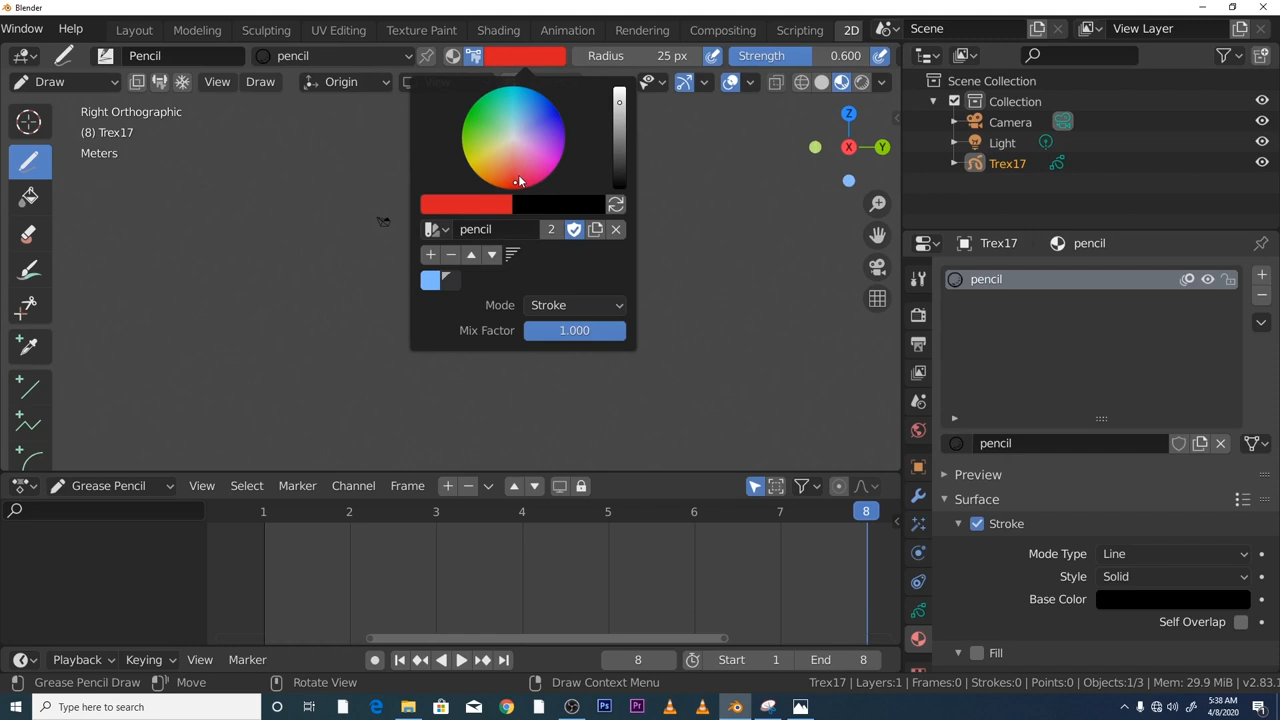 Blender
Window Help Layout Modeling Sculpting UV Editing Texture Paint Shading Animation Rendering Compositing Scripting 2D Scene View Layer
Pencil pencil Radius 25 px Strength 0.600
Draw View Draw Origin View
Right Orthographic
(8) Trex17
Meters
Scene Collection
Collection
Camera
Light
Trex17
pencil 2
Mode Stroke
Mix Factor 1.000
Trex17 pencil
pencil
pencil
Preview
Surface
Stroke
Mode Type Line
Style Solid
Base Color
Self Overlap
Fill
Grease Pencil View Select Marker Channel Frame
1 2 3 4 5 6 7 8
Playback Keying View Marker 8 Start 1 End 8
Grease Pencil Draw Move Rotate View Draw Context Menu Trex17 | Layers:1 | Frames:0 | Strokes:0 | Points:0 | Objects:1/3 | Mem: 29.9 MiB | v2.83.1
Type here to search Ps Pr 5:38 AM
4/8/2020